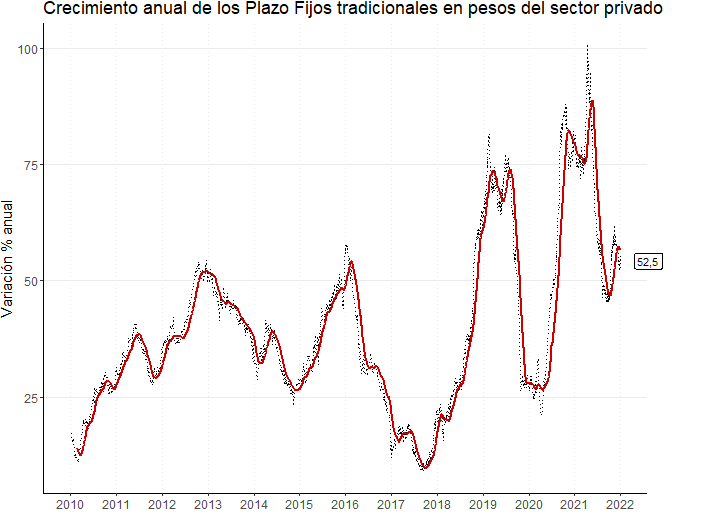 Crecimiento anual de los Plazo Fijos tradicionales en pesos del sector privado
Variación % anual
100
75
50
25
52,5
2010 2011 2012 2013 2014 2015 2016 2017 2018 2019 2020 2021 2022